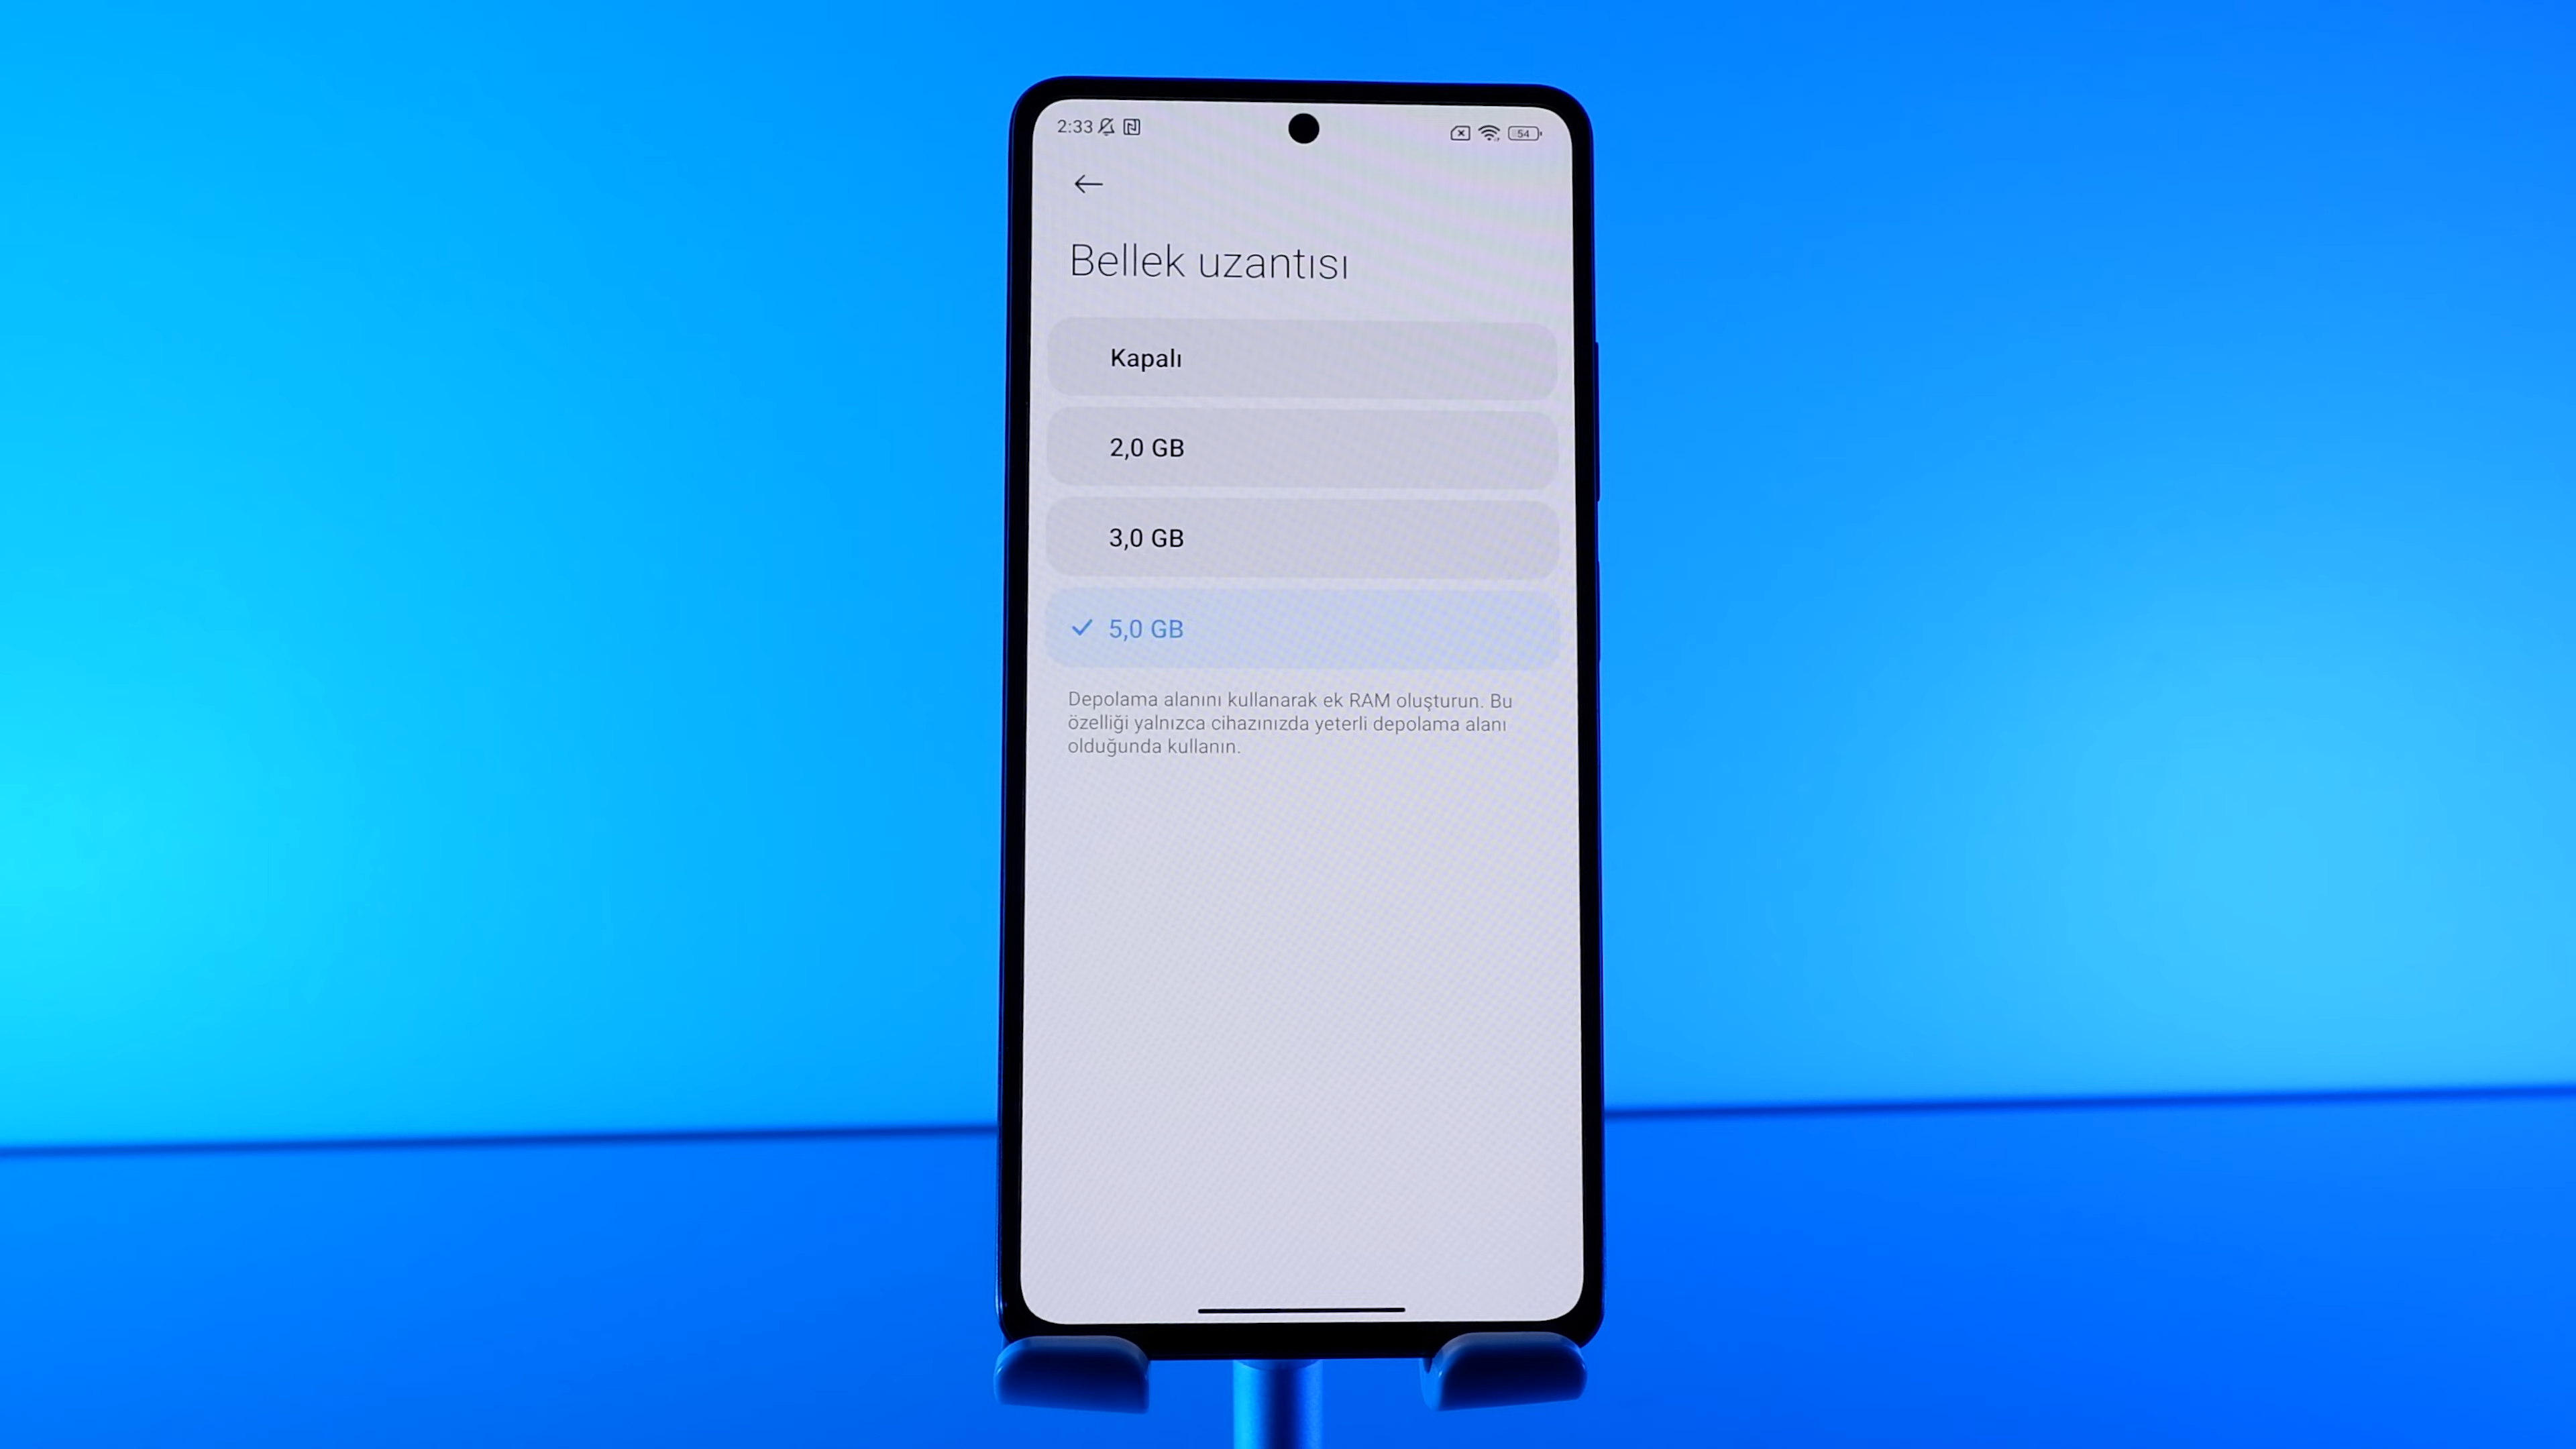 2:33
54
Bellek uzantısı
Kapalı
2,0 GB
3,0 GB
5,0 GB
Depolama alanını kullanarak ek RAM oluşturun. Bu
özelliği yalnızca cihazınızda yeterli depolama alanı
olduğunda kullanın.